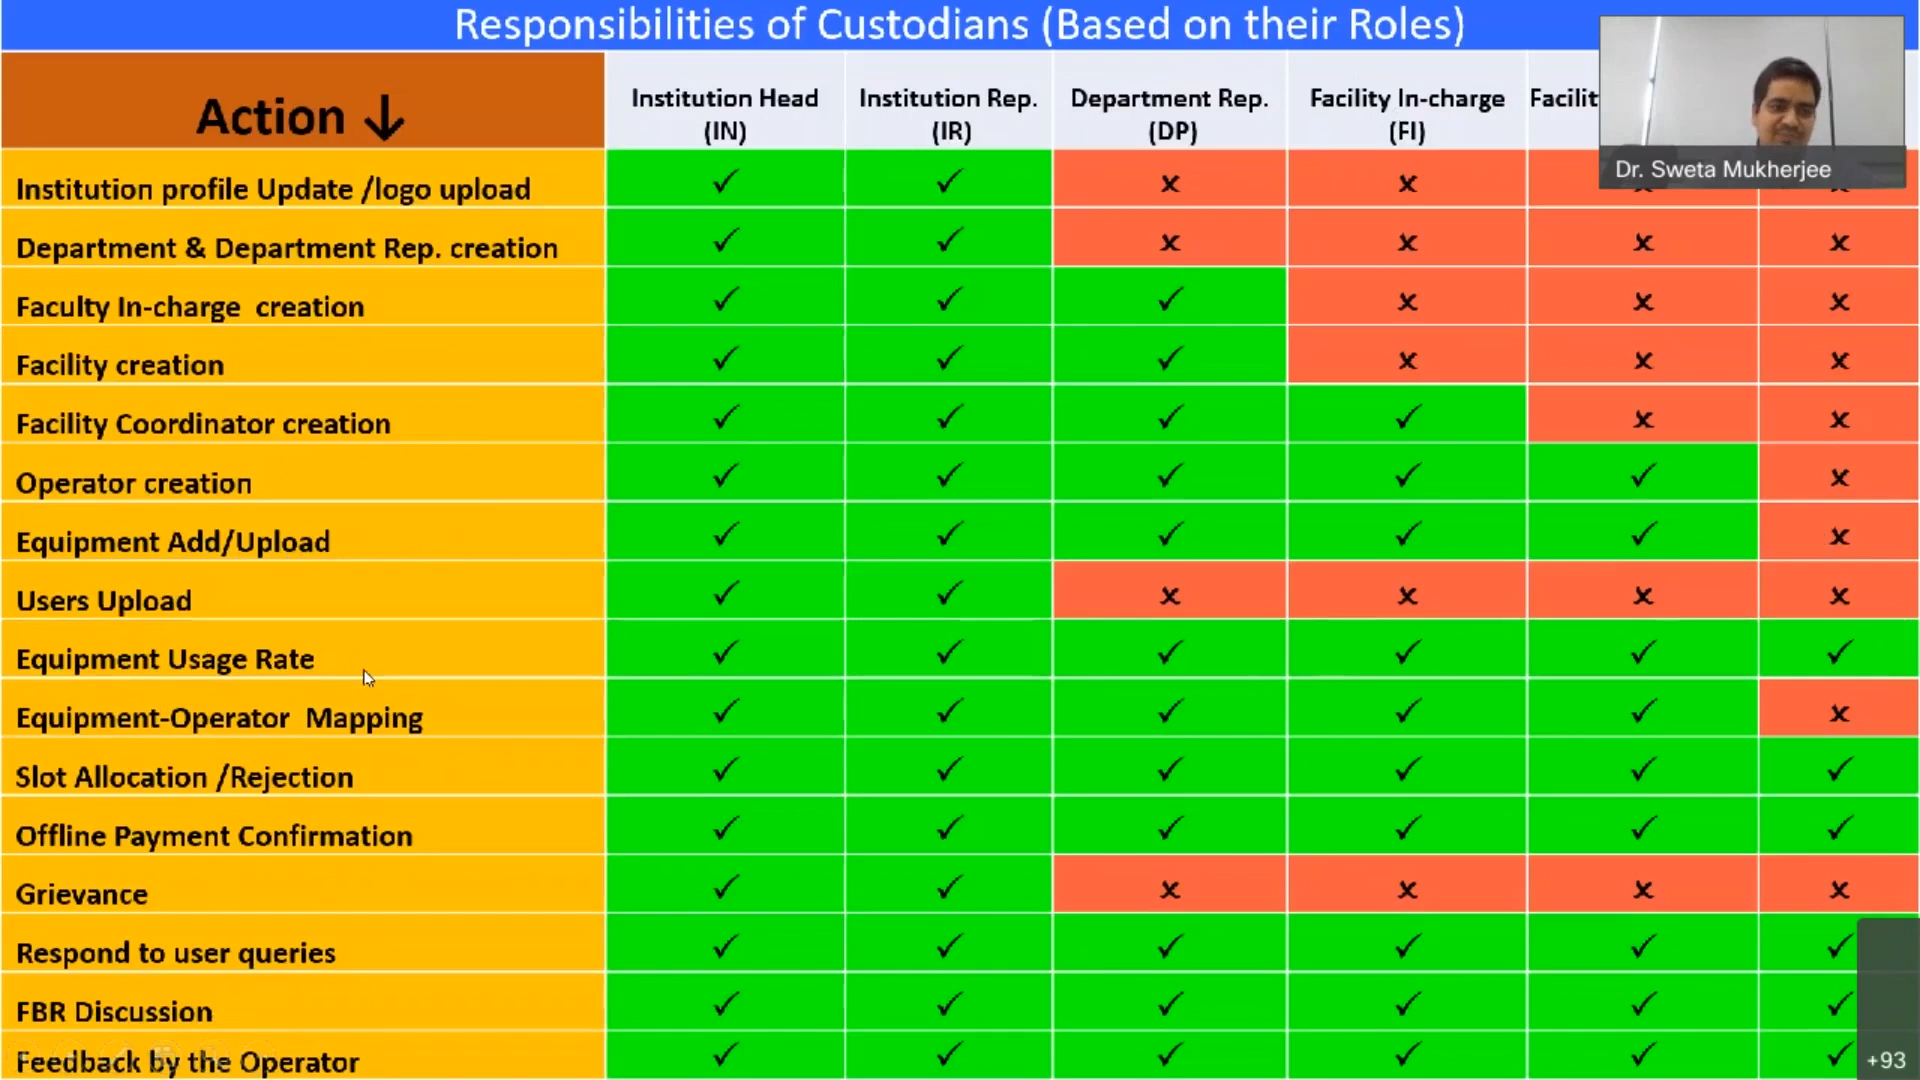 Responsibilities of Custodians (Based on their Roles)
Action ↓
Institution Head (IN)
Institution Rep. (IR)
Department Rep. (DP)
Facility In-charge (FI)
Dr. Sweta Mukherjee
Institution profile Update /logo upload ✓ ✓ × × × ×
Department & Department Rep. creation ✓ ✓ × × × ×
Faculty In-charge creation ✓ ✓ ✓ × × ×
Facility creation ✓ ✓ ✓ × × ×
Facility Coordinator creation ✓ ✓ ✓ ✓ × ×
Operator creation ✓ ✓ ✓ ✓ ✓ ×
Equipment Add/Upload ✓ ✓ ✓ ✓ ✓ ×
Users Upload ✓ ✓ × × × ×
Equipment Usage Rate ✓ ✓ ✓ ✓ ✓ ✓
Equipment-Operator Mapping ✓ ✓ ✓ ✓ ✓ ×
Slot Allocation /Rejection ✓ ✓ ✓ ✓ ✓ ✓
Offline Payment Confirmation ✓ ✓ ✓ ✓ ✓ ✓
Grievance ✓ ✓ × × × ×
Respond to user queries ✓ ✓ ✓ ✓ ✓ ✓
FBR Discussion ✓ ✓ ✓ ✓ ✓ ✓
Feedback by the Operator ✓ ✓ ✓ ✓ ✓ ✓
+93